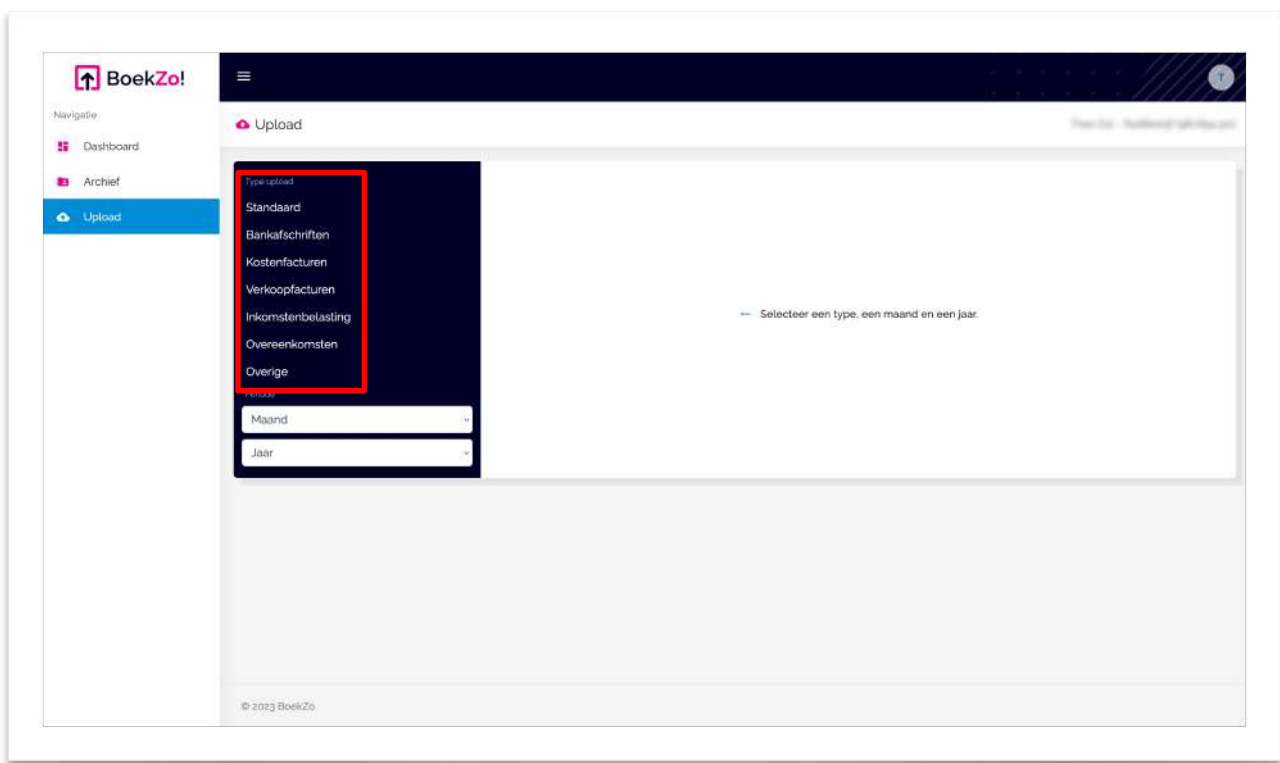 BoekZo!
T
Navigatie
Dashboard
Archief
Upload
Upload
Type upload
Standaard
Bankafschriften
Kostenfacturen
Verkoopfacturen
Inkomstenbelasting
Overeenkomsten
Overige
Periode
Maand
Jaar
← Selecteer een type, een maand en een jaar.
© 2023 BoekZo